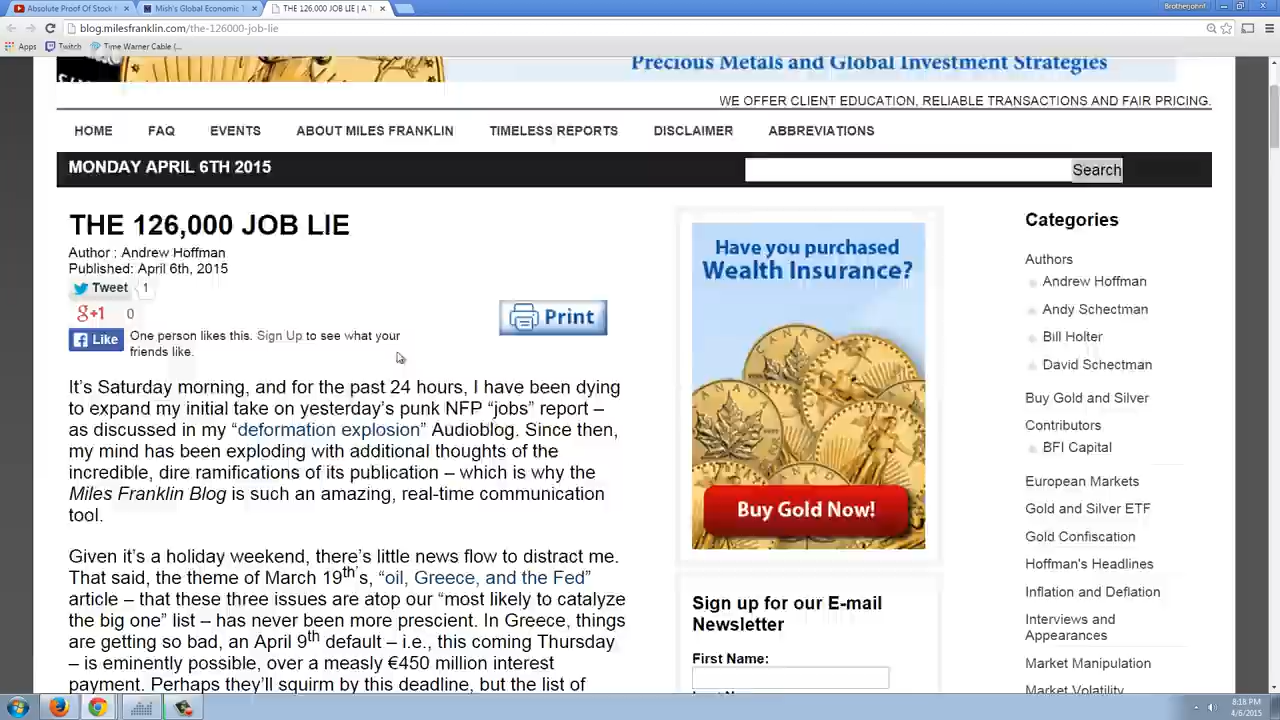 Absolute Proof Of Stock
Mish's Global Economic T
THE 126,000 JOB LIE | A T
Brotherjohnf
blog.milesfranklin.com/the-126000-job-lie
Apps
Twitch
Time Warner Cable (...
Precious Metals and Global Investment Strategies
WE OFFER CLIENT EDUCATION, RELIABLE TRANSACTIONS AND FAIR PRICING.
HOME FAQ EVENTS ABOUT MILES FRANKLIN TIMELESS REPORTS DISCLAIMER ABBREVIATIONS
MONDAY APRIL 6TH 2015
Search
THE 126,000 JOB LIE
Author : Andrew Hoffman
Published: April 6th, 2015
Tweet 1
g+1 0
Like
One person likes this. Sign Up to see what your
friends like.
Print
It's Saturday morning, and for the past 24 hours, I have been dying
to expand my initial take on yesterday's punk NFP “jobs” report –
as discussed in my “deformation explosion” Audioblog. Since then,
my mind has been exploding with additional thoughts of the
incredible, dire ramifications of its publication – which is why the
Miles Franklin Blog is such an amazing, real-time communication
tool.
Given it's a holiday weekend, there's little news flow to distract me.
That said, the theme of March 19th's, “oil, Greece, and the Fed”
article – that these three issues are atop our “most likely to catalyze
the big one” list – has never been more prescient. In Greece, things
are getting so bad, an April 9th default – i.e., this coming Thursday
– is eminently possible, over a measly €450 million interest
payment. Perhaps they'll squirm by this deadline, but the list of
Have you purchased
Wealth Insurance?
CANADA
CANADA
CANADA
Buy Gold Now!
Sign up for our E-mail
Newsletter
First Name:
Categories
Authors
Andrew Hoffman
Andy Schectman
Bill Holter
David Schectman
Buy Gold and Silver
Contributors
BFI Capital
European Markets
Gold and Silver ETF
Gold Confiscation
Hoffman's Headlines
Inflation and Deflation
Interviews and
Appearances
Market Manipulation
Market Volatility
8:18 PM
4/6/2015